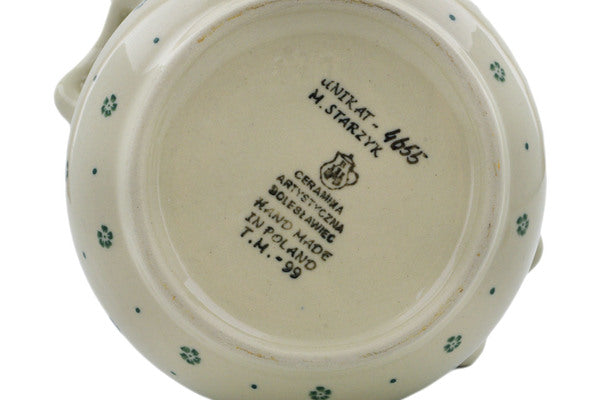 UNIKAT - 4655
M. STARZYK
CERAMIKA
ARTYSTYCZNA
BOLESŁAWIEC
HAND MADE
IN POLAND
T.M.-99